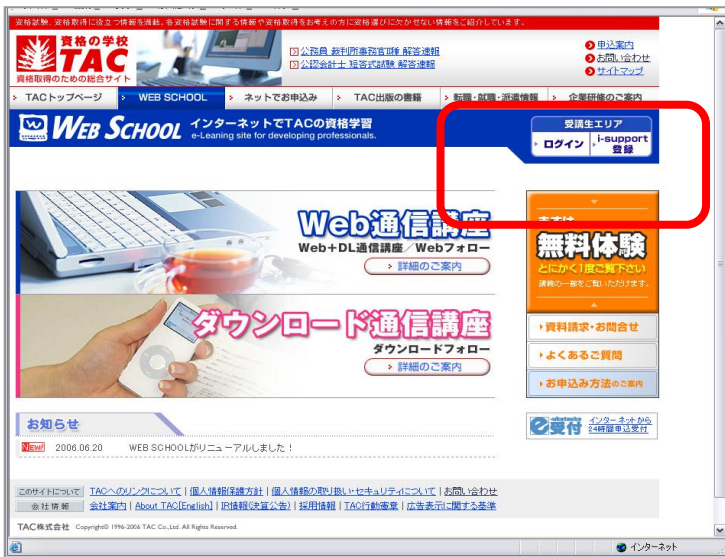 資格試験、資格取得に役立つ情報を満載。各資格試験に関する情報や資格取得をお考えの方に資格選びに欠かせない情報をご紹介しています。
資格の学校
TAC
資格取得のための総合サイト
公務員 裁判所事務官Ⅱ種 解答速報
公認会計士 短答式試験 解答速報
申込案内
お問い合わせ
サイトマップ
TACトップページ
WEB SCHOOL
ネットでお申込み
TAC出版の書籍
転職・就職・派遣情報
企業研修のご案内
WEB SCHOOL
インターネットでTACの資格学習
e-Leaning site for developing professionals.
受講生エリア
ログイン
i-support
登録
Web通信講座
Web+DL通信講座/Webフォロー
詳細のご案内
ダウンロード通信講座
ダウンロードフォロー
詳細のご案内
まずは
無料体験
とにかく1度ご覧下さい
講義の一部をご覧いただけます。
資料請求・お問合せ
よくあるご質問
お申込み方法のご案内
e受付
インターネットから
24時間申込受付
お知らせ
NEW! 2006.06.20 WEB SCHOOLがリニューアルしました!
このサイトについて TACへのリンクについて | 個人情報保護方針 | 個人情報の取り扱い・セキュリティについて | お問い合わせ
会社情報 会社案内 | About TAC[English] | IR情報(決算公告) | 採用情報 | TAC行動憲章 | 広告表示に関する基準
TAC株式会社 Copyright© 1996-2006 TAC Co.,Ltd. All Rights Reserved.
インターネット